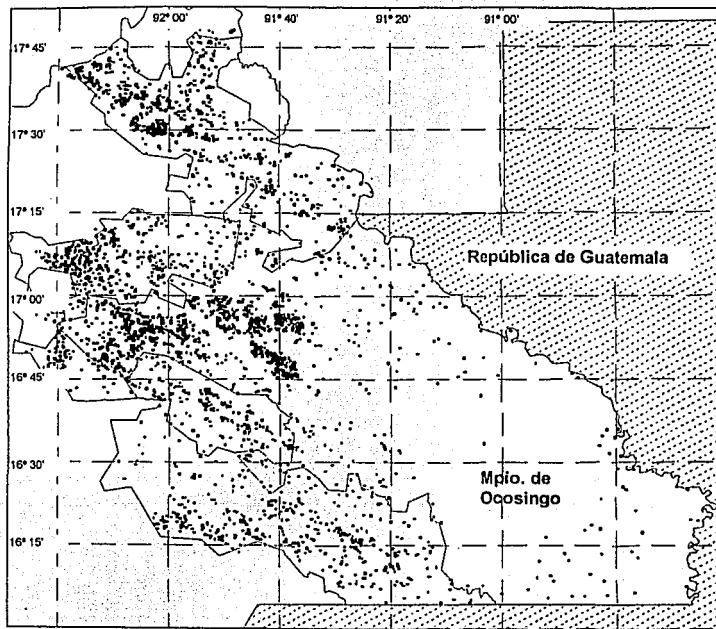 92° 00' 91° 40' 91° 20' 91° 00'
17° 45'
17° 30'
17° 15'
República de Guatemala
17° 00'
16° 45'
16° 30'
Mpio. de
Ocosingo
16° 15'